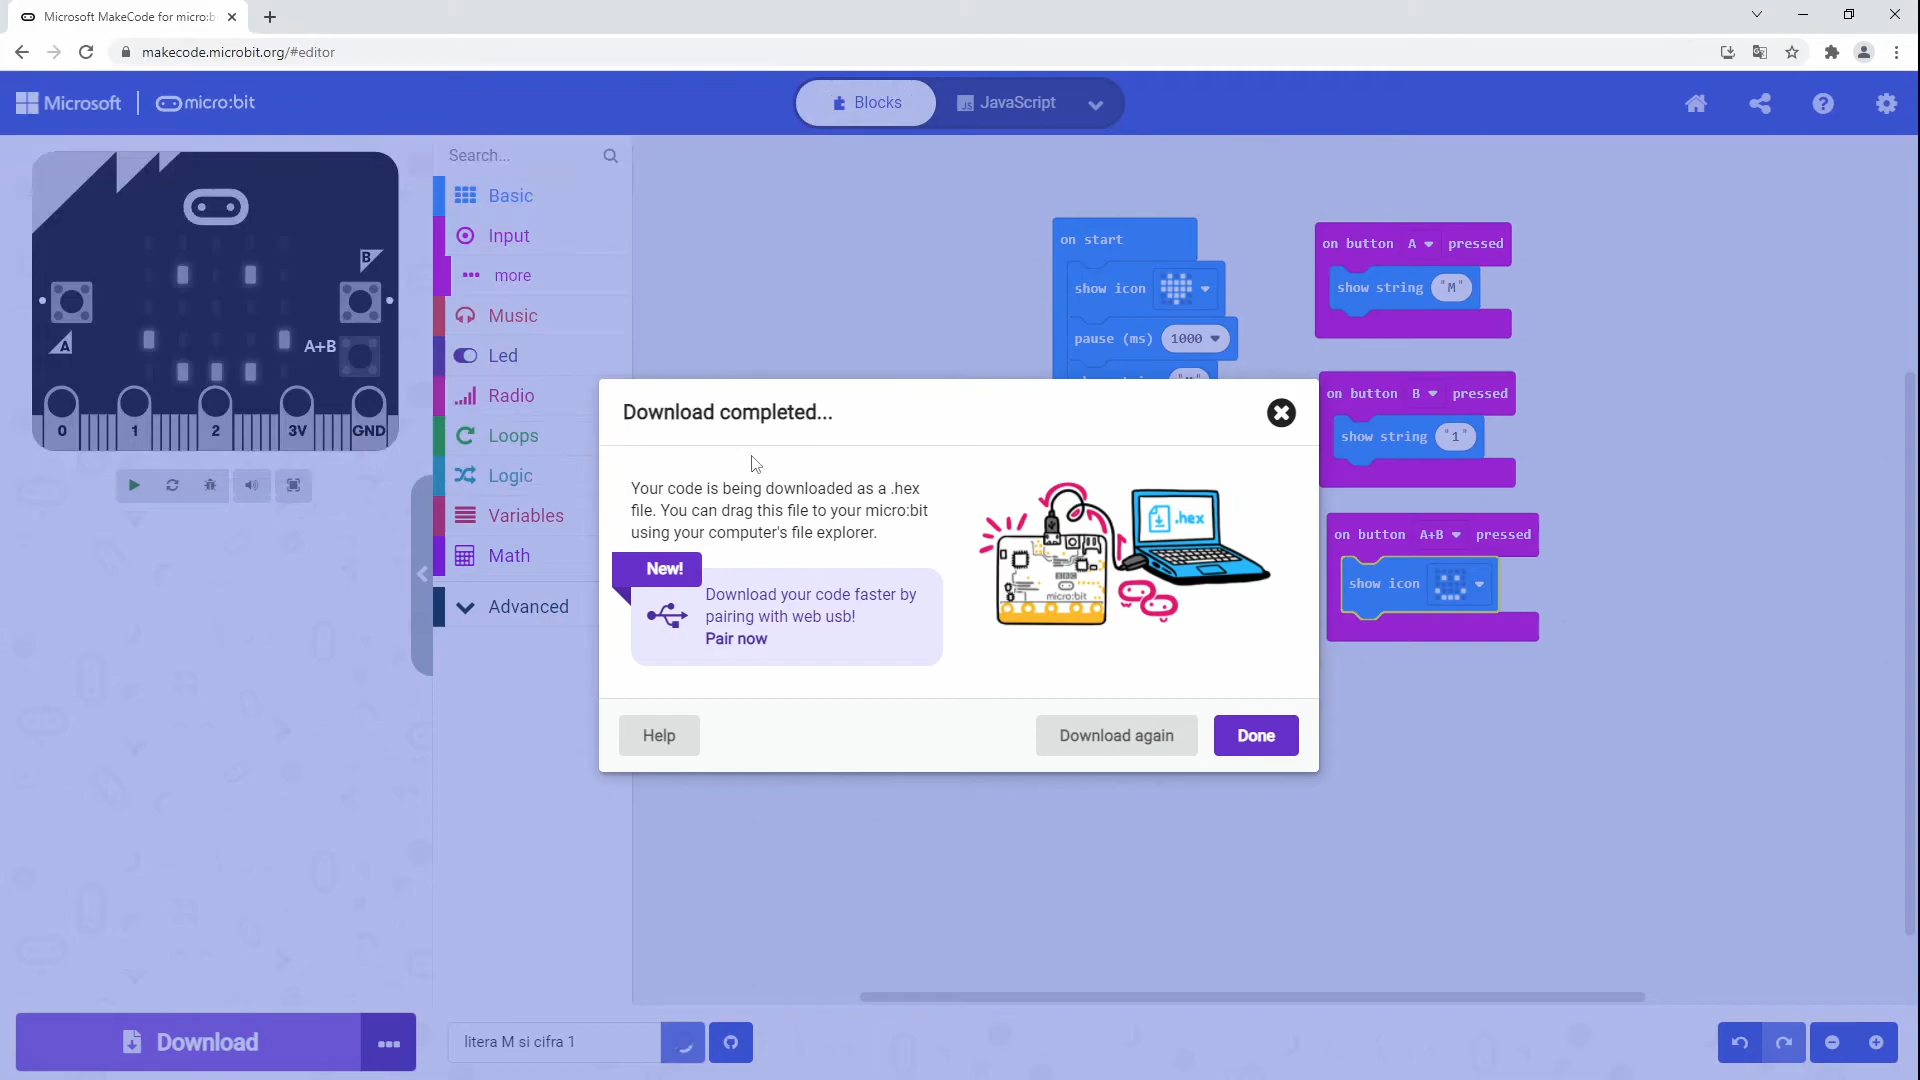 Microsoft MakeCode for micro:b
makecode.microbit.org/#editor
Microsoft
micro:bit
Blocks
JS
JavaScript
Search...
Basic
Input
more
Music
Led
Radio
Loops
Logic
Variables
Math
Advanced
B
A
A+B
0
1
2
3V
GND
on start
show icon
pause (ms) 1000
on button A pressed
show string "M"
on button B pressed
show string "1"
on button A+B pressed
show icon
Download completed...
Your code is being downloaded as a .hex
file. You can drag this file to your micro:bit
using your computer's file explorer.
New!
Download your code faster by
pairing with web usb!
Pair now
.hex
micro:bit
Help
Download again
Done
Download
litera M si cifra 1